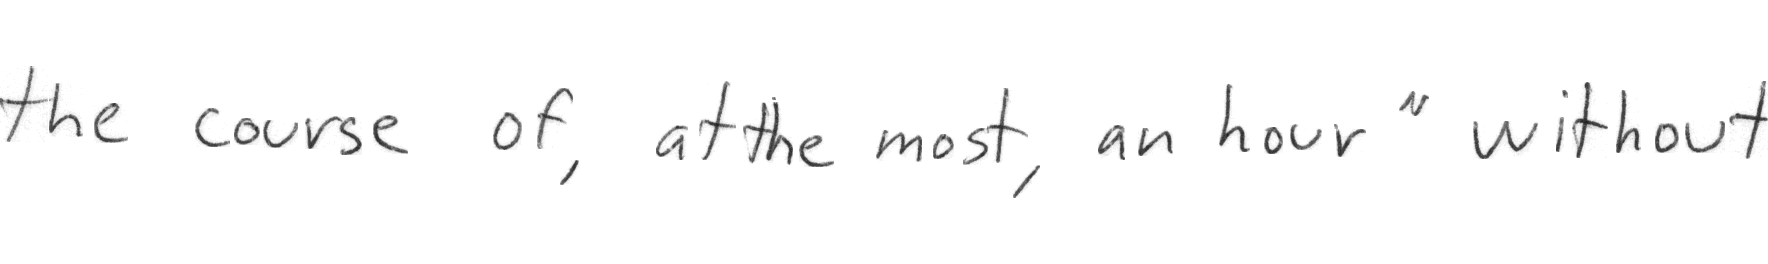 the course of, at the most, an hour" without